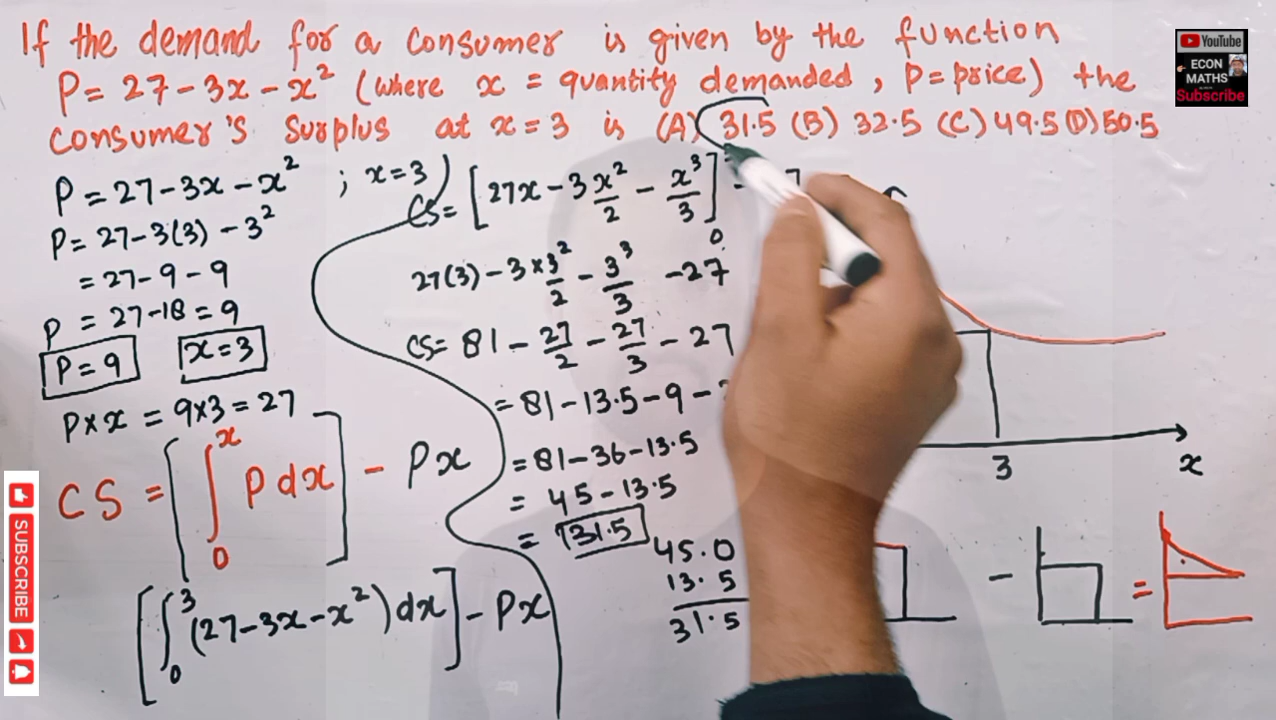 If the demand for a consumer is given by the function
P = 27 - 3x - x² (where x = quantity demanded, P = price) the
consumer's surplus at x = 3 is (A) 31.5 (B) 32.5 (C) 49.5 (D) 50.5
YouTube
ECON
MATHS
Subscribe
P = 27 - 3x - x² ; x = 3
P = 27 - 3(3) - 3²
= 27 - 9 - 9
P = 27 - 18 = 9
P = 9 x = 3
P × x = 9 × 3 = 27
CS = [∫₀ˣ P dx] - Px
[∫₀³ (27 - 3x - x²) dx] - Px
CS = [27x - 3 x²/2 - x³/3]₀ -
27(3) - 3 × 3²/2 - 3³/3 - 27
CS = 81 - 27/2 - 27/3 - 27
= 81 - 13.5 - 9 -
= 81 - 36 - 13.5
= 45 - 13.5
= 31.5
45.0
13.5
31.5
3
x
- =
SUBSCRIBE